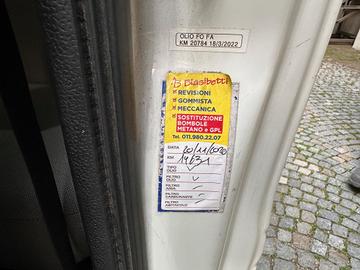 OLIO FO FA
KM 20784 18/3/2022
B Biasibetti
REVISIONI
GOMMISTA
MECCANICA
SOSTITUZIONE
BOMBOLE
METANO e GPL
Tel. 011.980.22.07
DATA
KM
TIPO
OLIO
FILTRO
OLIO
FILTRO
ARIA
FILTRO
CARBURANTE
FILTRO
ABITACOLO